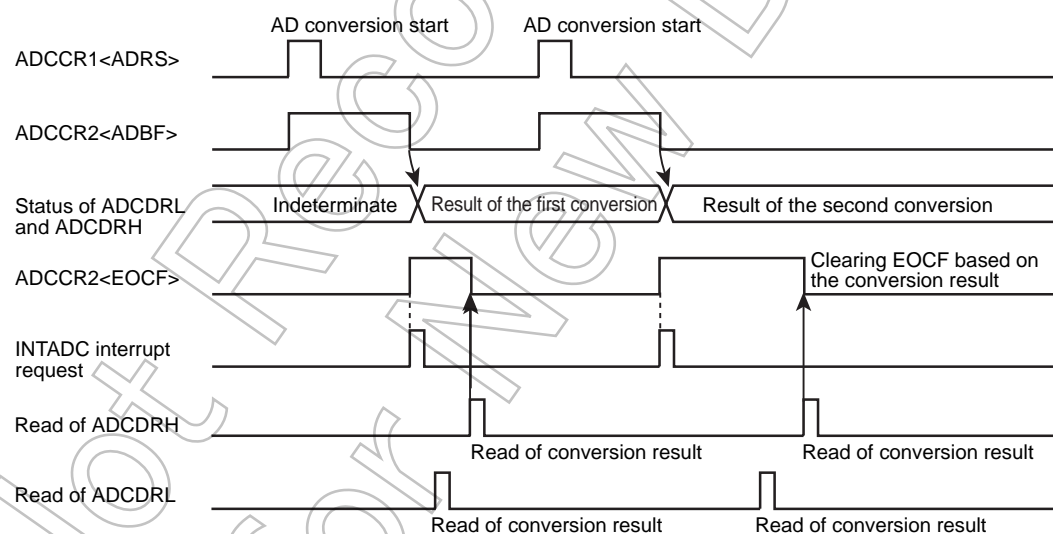 AD conversion start
AD conversion start
ADCCR1<ADRS>
ADCCR2<ADBF>
Status of ADCDRL
and ADCDRH
Indeterminate
Result of the first conversion
Result of the second conversion
ADCCR2<EOCF>
Clearing EOCF based on
the conversion result
INTADC interrupt
request
Read of ADCDRH
Read of conversion result
Read of conversion result
Read of ADCDRL
Read of conversion result
Read of conversion result